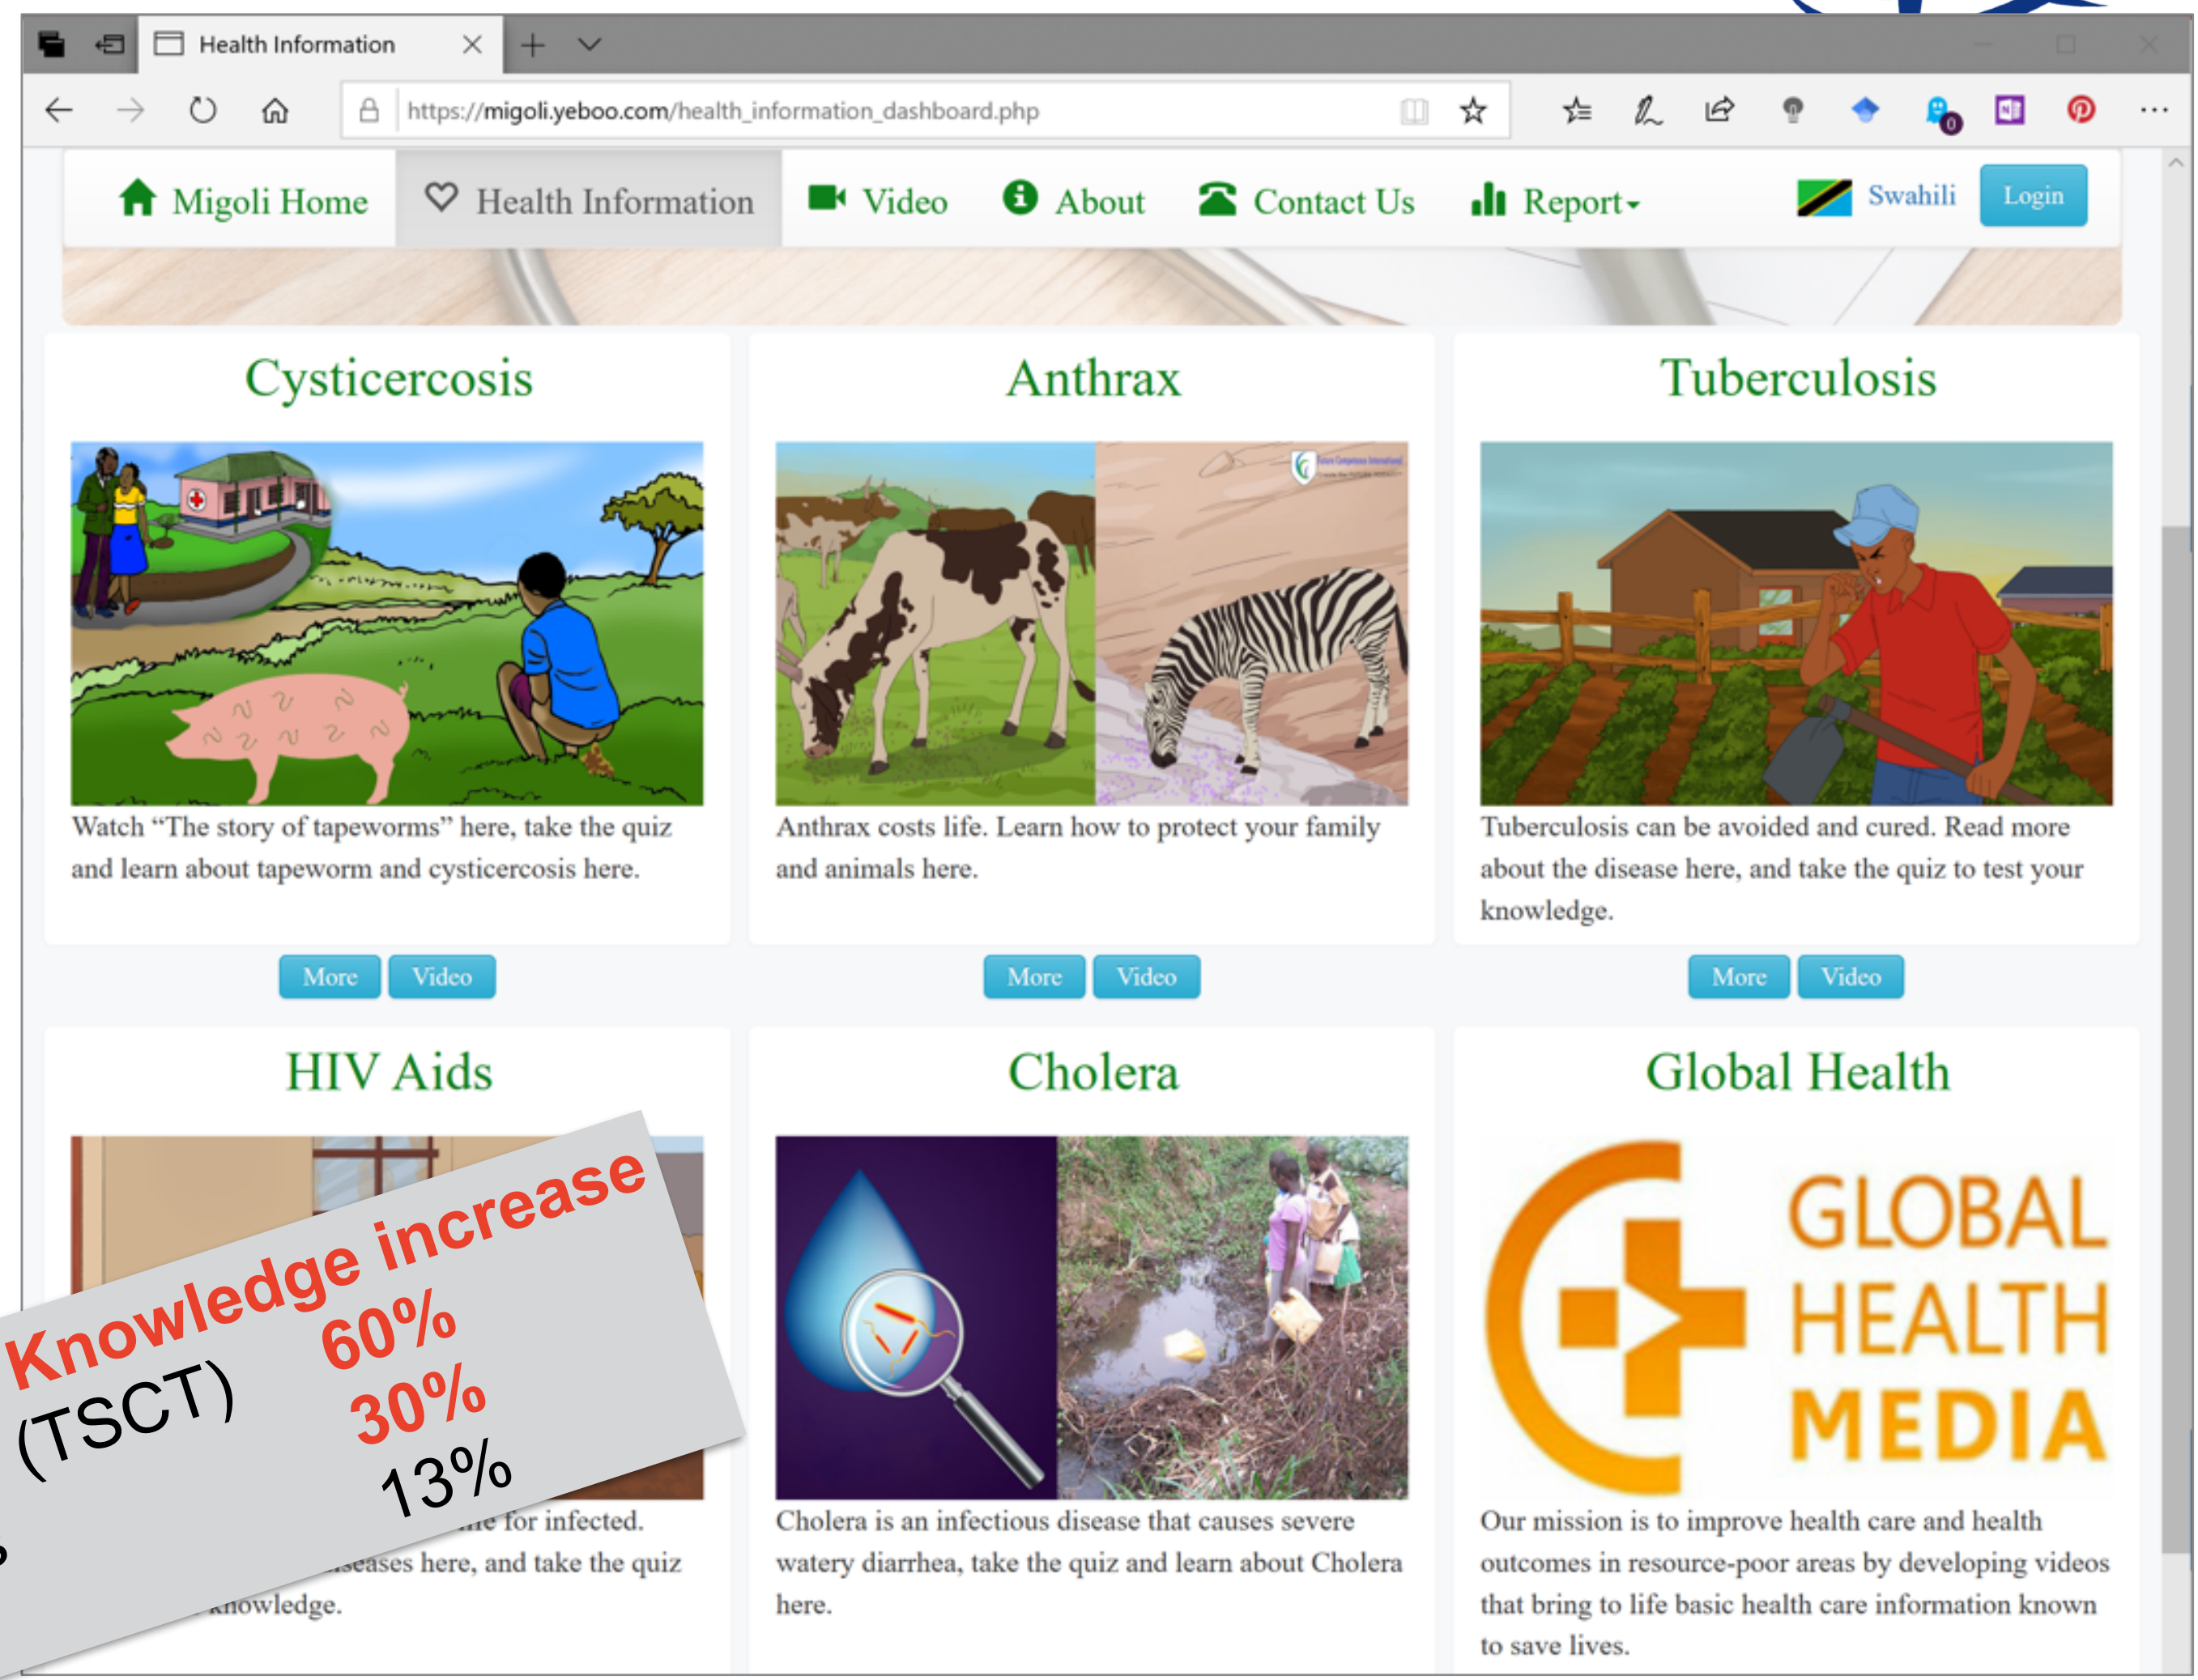 Health Information
https://migoli.yeboo.com/health_information_dashboard.php
0
N
Migoli Home
Health Information
Video
About
Contact Us
Report
Swahili
Login
Cysticercosis
Watch “The story of tapeworms” here, take the quiz
and learn about tapeworm and cysticercosis here.
More
Video
Anthrax
Future Competence International
Anthrax costs life. Learn how to protect your family
and animals here.
More
Video
Tuberculosis
Tuberculosis can be avoided and cured. Read more
about the disease here, and take the quiz to test your
knowledge.
More
Video
HIV Aids
Knowledge increase
(TSCT) 60%
30%
13%
for infected.
here, and take the quiz
knowledge.
Cholera
Cholera is an infectious disease that causes severe
watery diarrhea, take the quiz and learn about Cholera
here.
Global Health
GLOBAL
HEALTH
MEDIA
Our mission is to improve health care and health
outcomes in resource-poor areas by developing videos
that bring to life basic health care information known
to save lives.